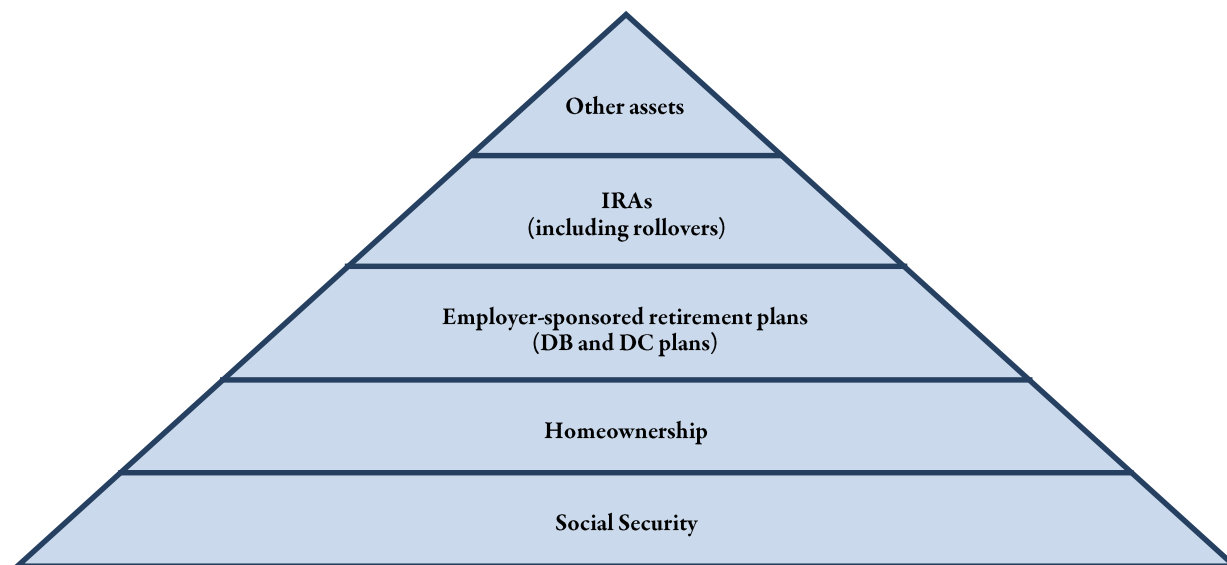 Other assets
IRAs
(including rollovers)
Employer-sponsored retirement plans
(DB and DC plans)
Homeownership
Social Security